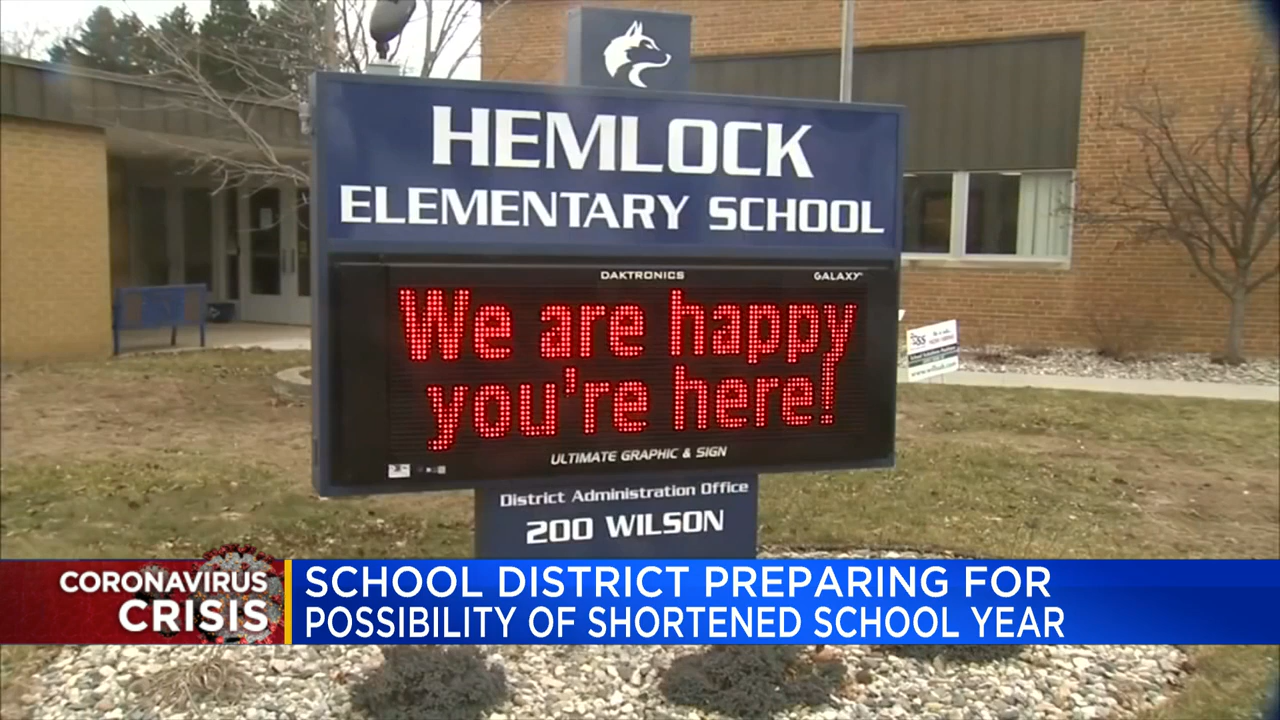 HEMLOCK
ELEMENTARY SCHOOL
DAKTRONICS GALAXY
We are happy
you're here!
ULTIMATE GRAPHIC & SIGN
District Administration Office
200 WILSON
CORONAVIRUS
CRISIS
SCHOOL DISTRICT PREPARING FOR
POSSIBILITY OF SHORTENED SCHOOL YEAR